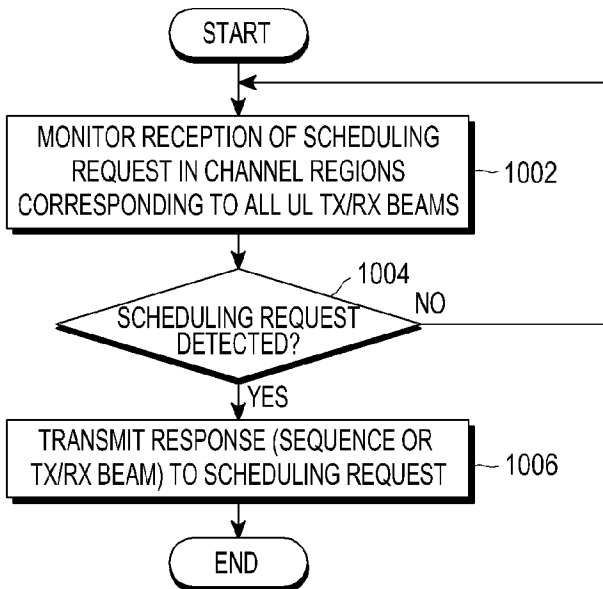 START
MONITOR RECEPTION OF SCHEDULING
REQUEST IN CHANNEL REGIONS
CORRESPONDING TO ALL UL TX/RX BEAMS
1002
1004
SCHEDULING REQUEST
DETECTED?
NO
YES
TRANSMIT RESPONSE (SEQUENCE OR
TX/RX BEAM) TO SCHEDULING REQUEST
1006
END